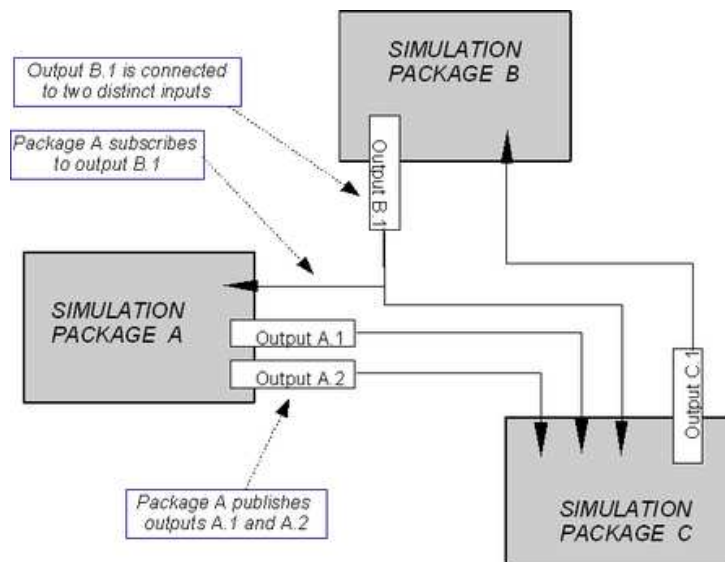 SIMULATION
PACKAGE B
Output B.1 is connected
to two distinct inputs
Package A subscribes
to output B.1
Output B.1
SIMULATION
PACKAGE A
Output A.1
Output A.2
Output C.1
Package A publishes
outputs A.1 and A.2
SIMULATION
PACKAGE C